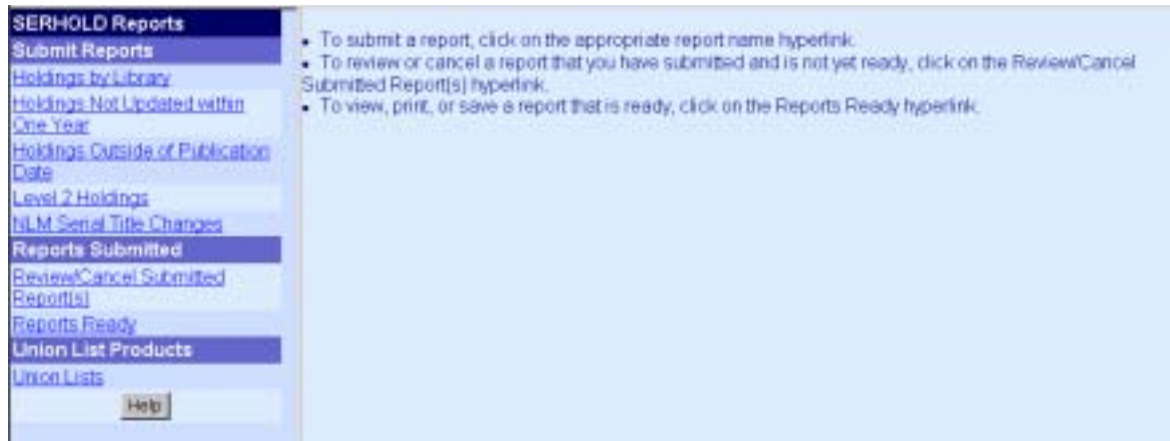 SERHOLD Reports
Submit Reports
Holdings by Library
Holdings Not Updated within
One Year
Holdings Outside of Publication
Date
Level 2 Holdings
NLM Serial Title Changes
Reports Submitted
Review/Cancel Submitted
Report(s)
Reports Ready
Union List Products
Union Lists
Help
• To submit a report, click on the appropriate report name hyperlink.
• To review or cancel a report that you have submitted and is not yet ready, click on the Review/Cancel
Submitted Report(s) hyperlink.
• To view, print, or save a report that is ready, click on the Reports Ready hyperlink.